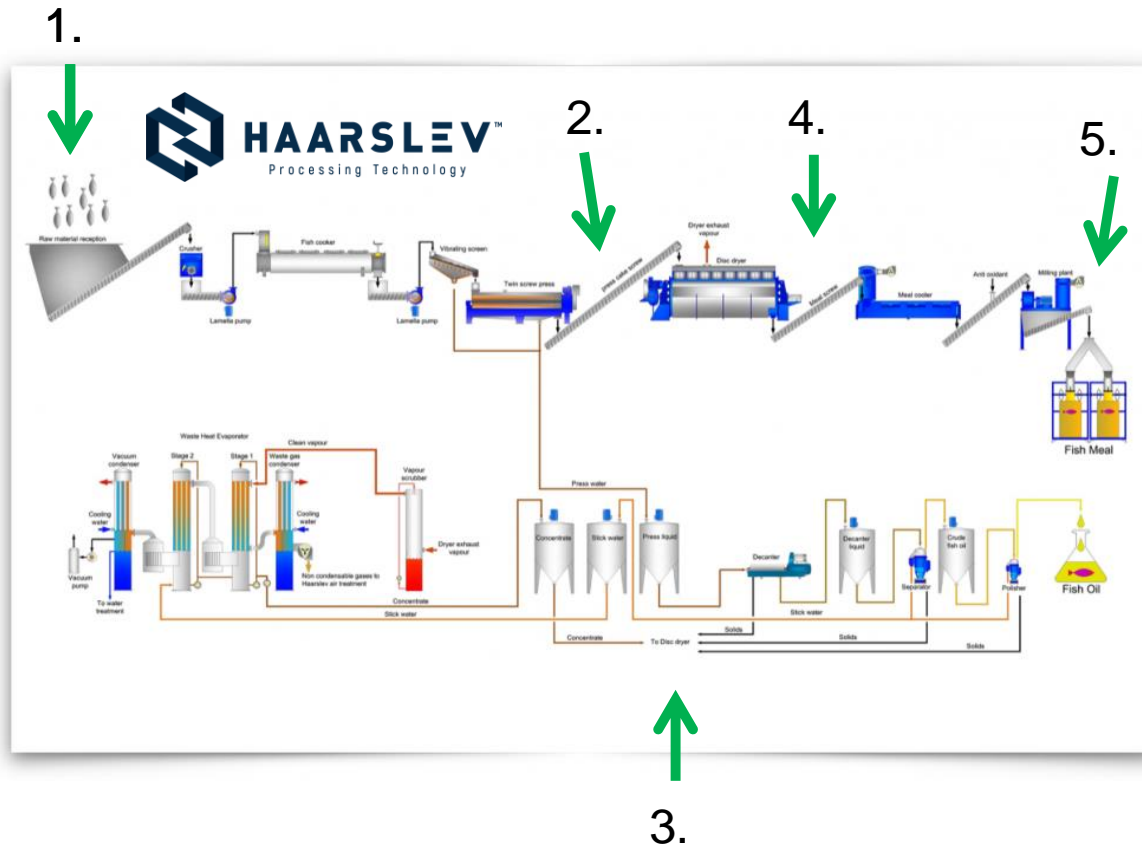 1.
HAARSLEV™
Processing Technology
2.
4.
5.
Raw material reception
Crusher
Lamella pump
Fish cooker
Lamella pump
Vibrating screen
Twin screw press
press cake screw
Dryer exhaust
vapour
Disc dryer
Meal screw
Meal cooler
Anti oxidant
Milling plant
Fish Meal
Waste Heat Evaporator
Vacuum
condenser
Stage 2
Stage 1
Waste gas
condenser
Clean vapour
Vapour
scrubber
Cooling
water
Cooling
water
Vacuum
pump
To water
treatment
Non condensable gases to
Haarslev air treatment
Dryer exhaust
vapour
Concentrate
Stick water
Press water
Concentrate
Stick water
Press liquid
Decanter
Decanter
liquid
Separator
Crude
fish oil
Polisher
Fish Oil
Stick water
Concentrate
To Disc dryer
Solids
Solids
Solids
3.